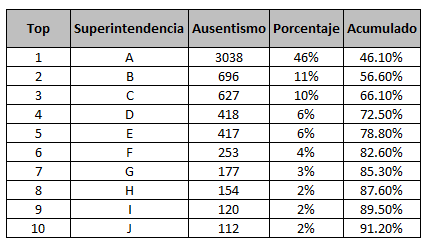 Top Superintendencia Ausentismo Porcentaje Acumulado
1 A 3038 46% 46.10%
2 B 696 11% 56.60%
3 C 627 10% 66.10%
4 D 418 6% 72.50%
5 E 417 6% 78.80%
6 F 253 4% 82.60%
7 G 177 3% 85.30%
8 H 154 2% 87.60%
9 I 120 2% 89.50%
10 J 112 2% 91.20%